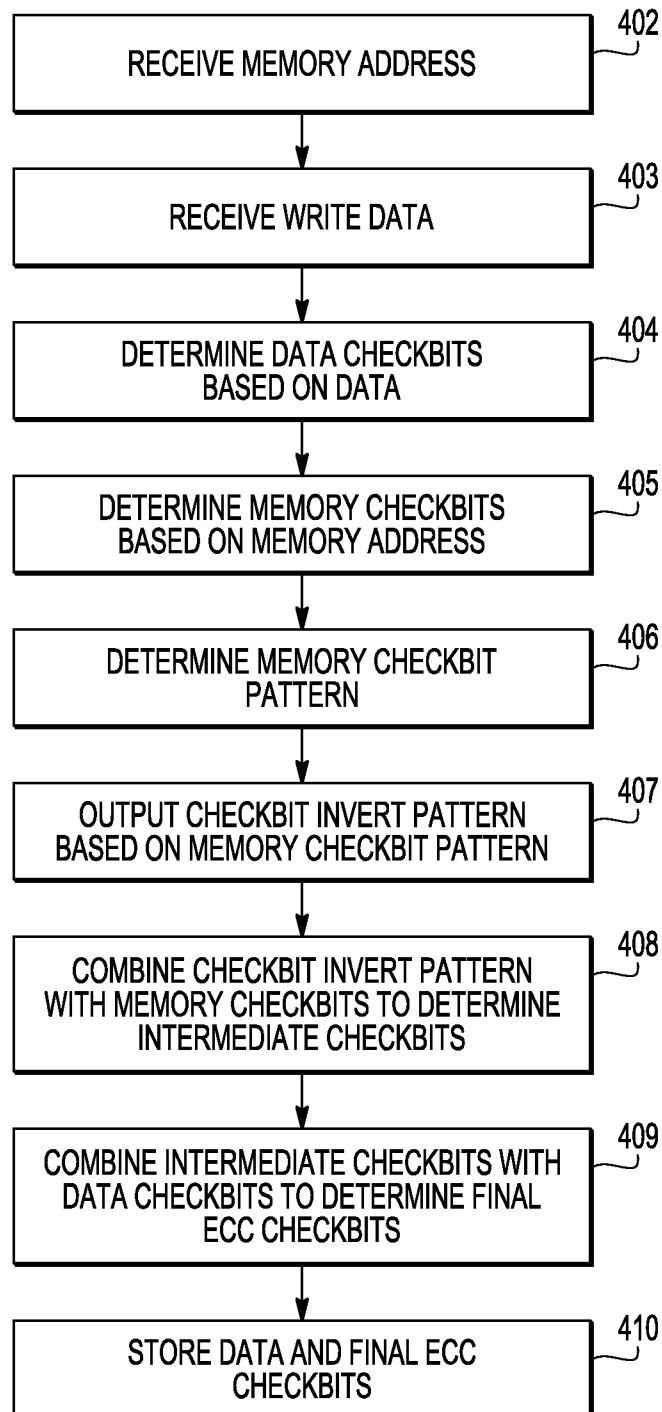 402
RECEIVE MEMORY ADDRESS
403
RECEIVE WRITE DATA
404
DETERMINE DATA CHECKBITS
BASED ON DATA
405
DETERMINE MEMORY CHECKBITS
BASED ON MEMORY ADDRESS
406
DETERMINE MEMORY CHECKBIT
PATTERN
407
OUTPUT CHECKBIT INVERT PATTERN
BASED ON MEMORY CHECKBIT PATTERN
408
COMBINE CHECKBIT INVERT PATTERN
WITH MEMORY CHECKBITS TO DETERMINE
INTERMEDIATE CHECKBITS
409
COMBINE INTERMEDIATE CHECKBITS WITH
DATA CHECKBITS TO DETERMINE FINAL
ECC CHECKBITS
410
STORE DATA AND FINAL ECC
CHECKBITS